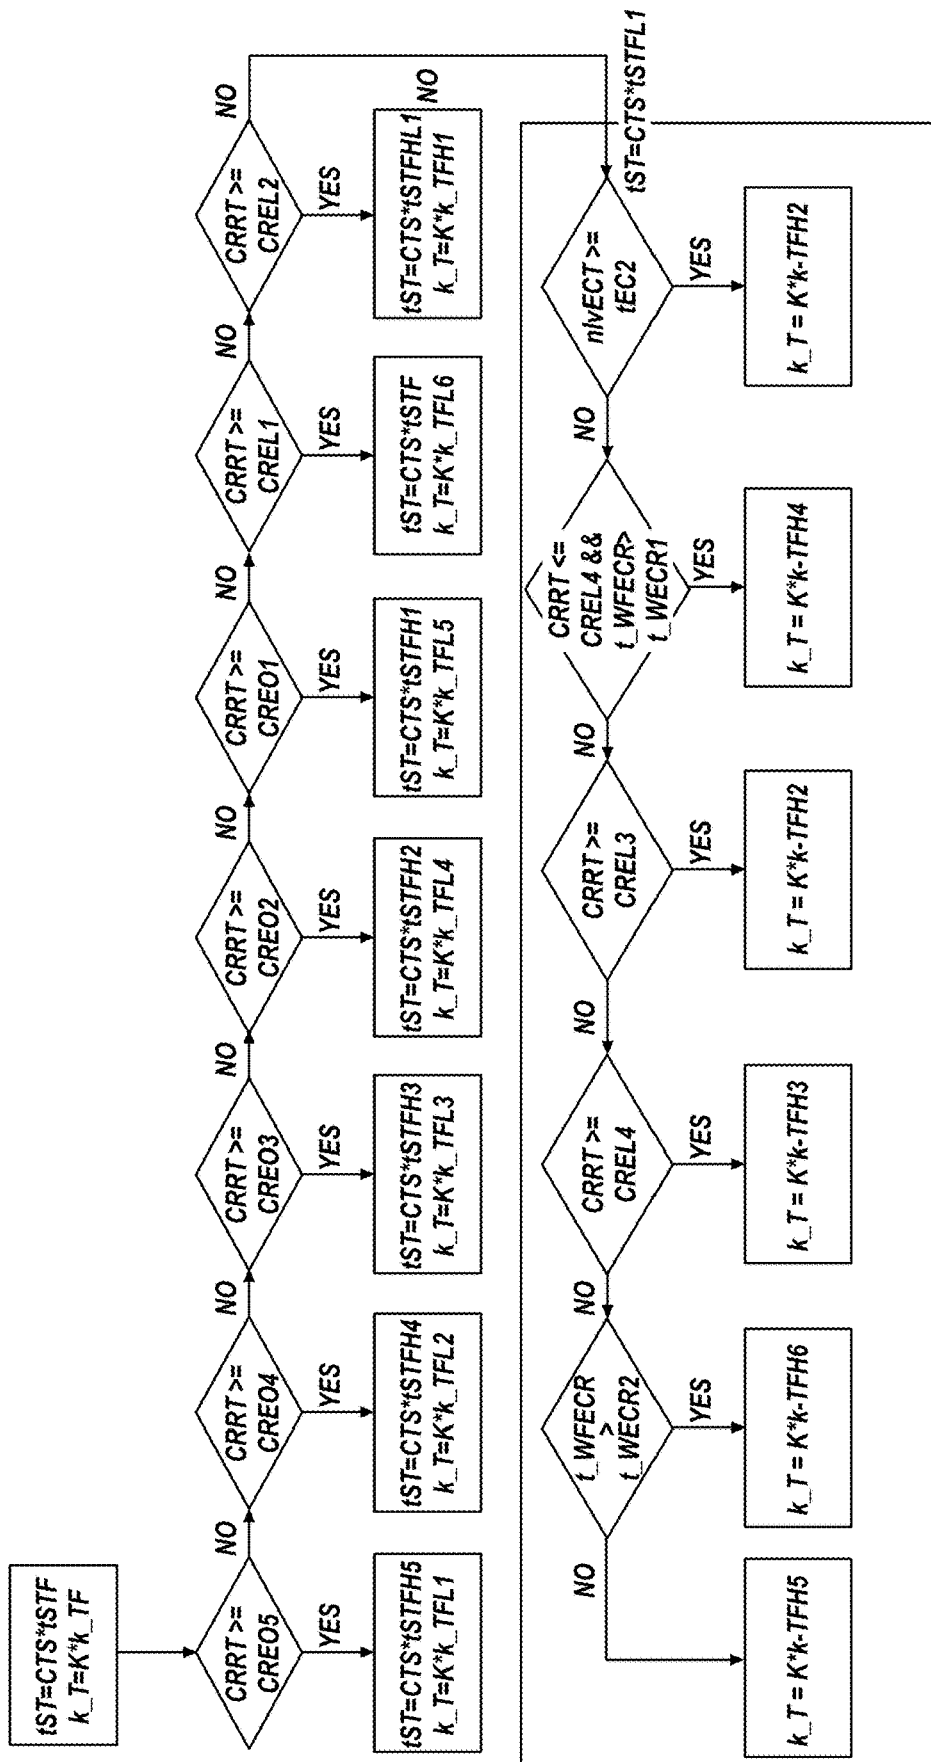 tST=CTS*tSTF
k_T=K*k_TF
CRRT >=
CREO5
NO
YES
tST=CTS*tSTFH5
k_T=K*k_TFL1
CRRT >=
CREO4
NO
YES
tST=CTS*tSTFH4
k_T=K*k_TFL2
CRRT >=
CREO3
NO
YES
tST=CTS*tSTFH3
k_T=K*k_TFL3
CRRT >=
CREO2
NO
YES
tST=CTS*tSTFH2
k_T=K*k_TFL4
CRRT >=
CREO1
NO
YES
tST=CTS*tSTFH1
k_T=K*k_TFL5
CRRT >=
CREL1
NO
YES
tST=CTS*tSTF
k_T=K*k_TFL6
CRRT >=
CREL2
NO
YES
tST=CTS*tSTFHL1
k_T=K*k_TFH1
NO
tST=CTS*tSTFL1
nlvECT >=
tEC2
YES
k_T = K*k-TFH2
NO
CRRT <=
CREL4 &&
t_WFECR>
t_WECR1
YES
k_T = K*k-TFH4
NO
CRRT >=
CREL3
YES
k_T = K*k-TFH2
NO
CRRT >=
CREL4
YES
k_T = K*k-TFH3
NO
t_WFECR
>
t_WECR2
YES
k_T = K*k-TFH6
NO
k_T = K*k-TFH5